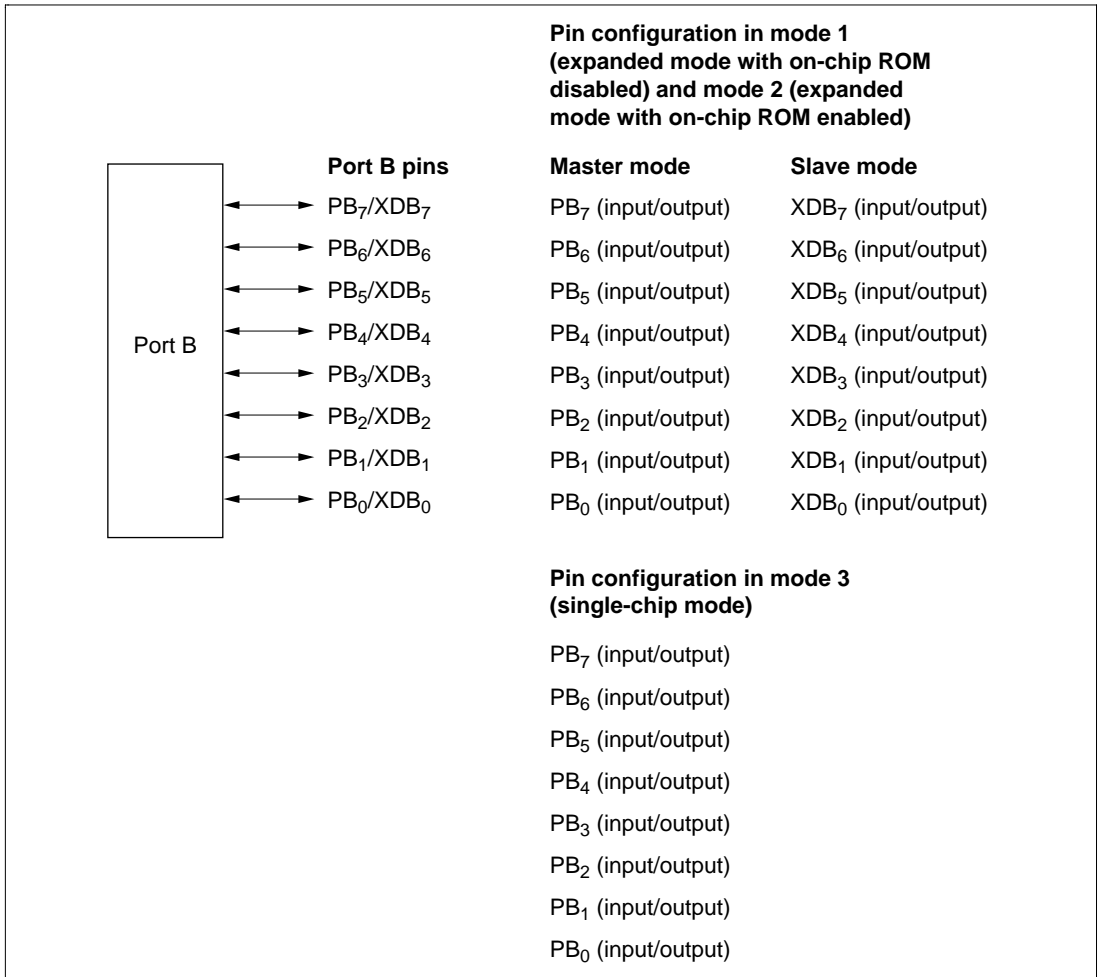 Pin configuration in mode 1
(expanded mode with on-chip ROM
disabled) and mode 2 (expanded
mode with on-chip ROM enabled)
Port B pins Master mode Slave mode
PB₇/XDB₇ PB₇ (input/output) XDB₇ (input/output)
PB₆/XDB₆ PB₆ (input/output) XDB₆ (input/output)
PB₅/XDB₅ PB₅ (input/output) XDB₅ (input/output)
PB₄/XDB₄ PB₄ (input/output) XDB₄ (input/output)
Port B
PB₃/XDB₃ PB₃ (input/output) XDB₃ (input/output)
PB₂/XDB₂ PB₂ (input/output) XDB₂ (input/output)
PB₁/XDB₁ PB₁ (input/output) XDB₁ (input/output)
PB₀/XDB₀ PB₀ (input/output) XDB₀ (input/output)
Pin configuration in mode 3
(single-chip mode)
PB₇ (input/output)
PB₆ (input/output)
PB₅ (input/output)
PB₄ (input/output)
PB₃ (input/output)
PB₂ (input/output)
PB₁ (input/output)
PB₀ (input/output)